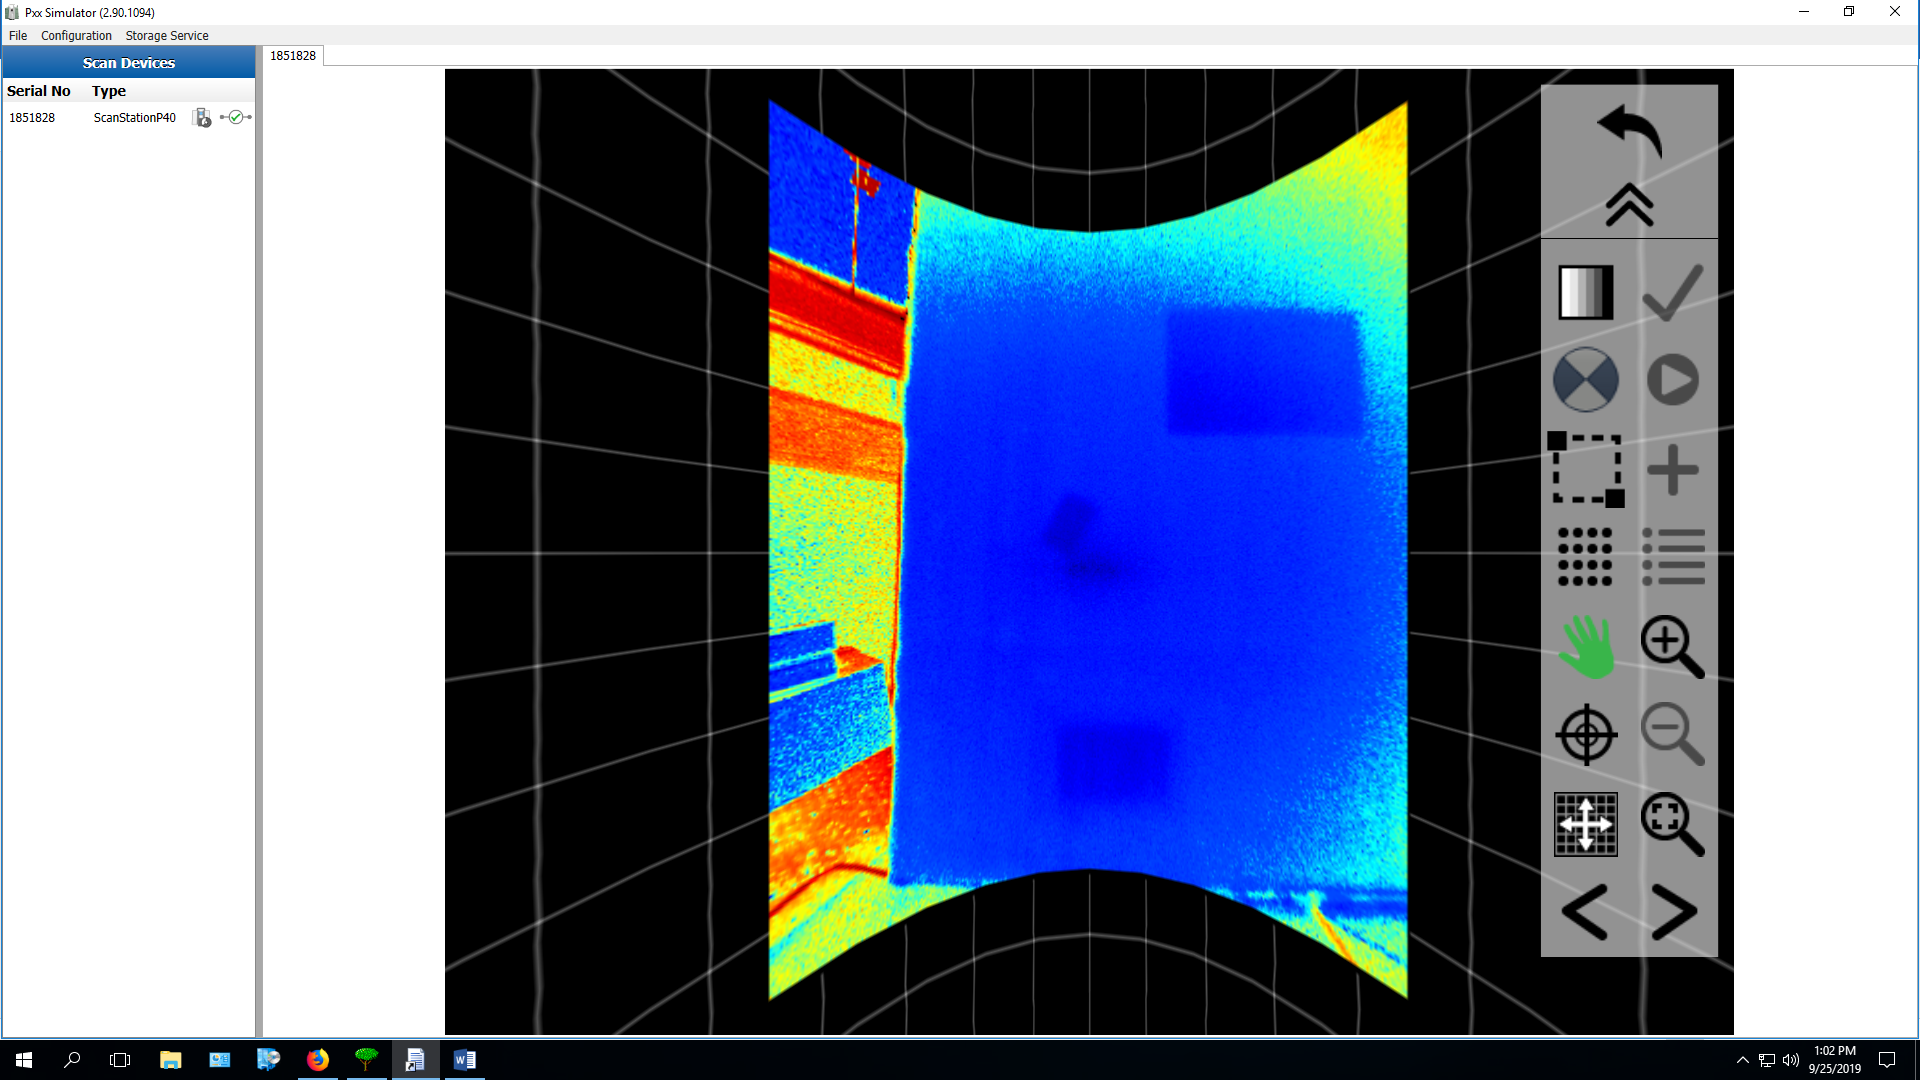 Pxx Simulator (2.90.1094)
File Configuration Storage Service
Scan Devices
1851828
Serial No Type
1851828 ScanStationP40
1:02 PM
9/25/2019